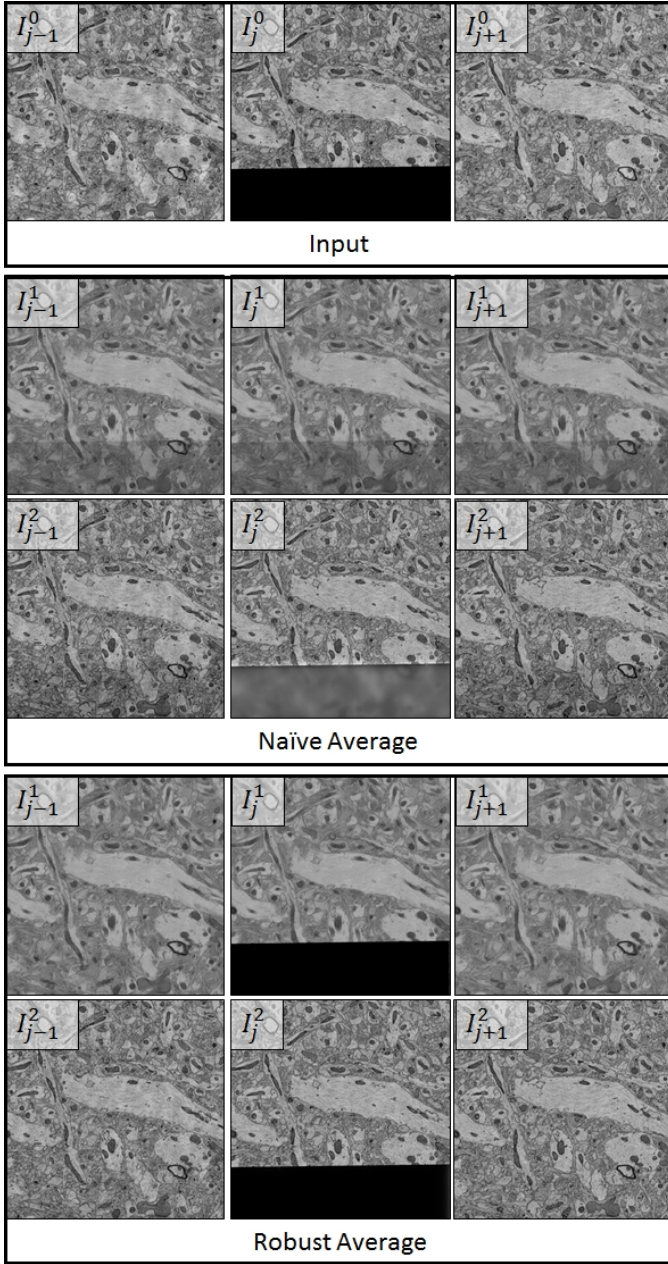 I⁰ⱼ₋₁ I⁰ⱼ I⁰ⱼ₊₁
Input
I¹ⱼ₋₁ I¹ⱼ I¹ⱼ₊₁
I²ⱼ₋₁ I²ⱼ I²ⱼ₊₁
Naïve Average
I¹ⱼ₋₁ I¹ⱼ I¹ⱼ₊₁
I²ⱼ₋₁ I²ⱼ I²ⱼ₊₁
Robust Average